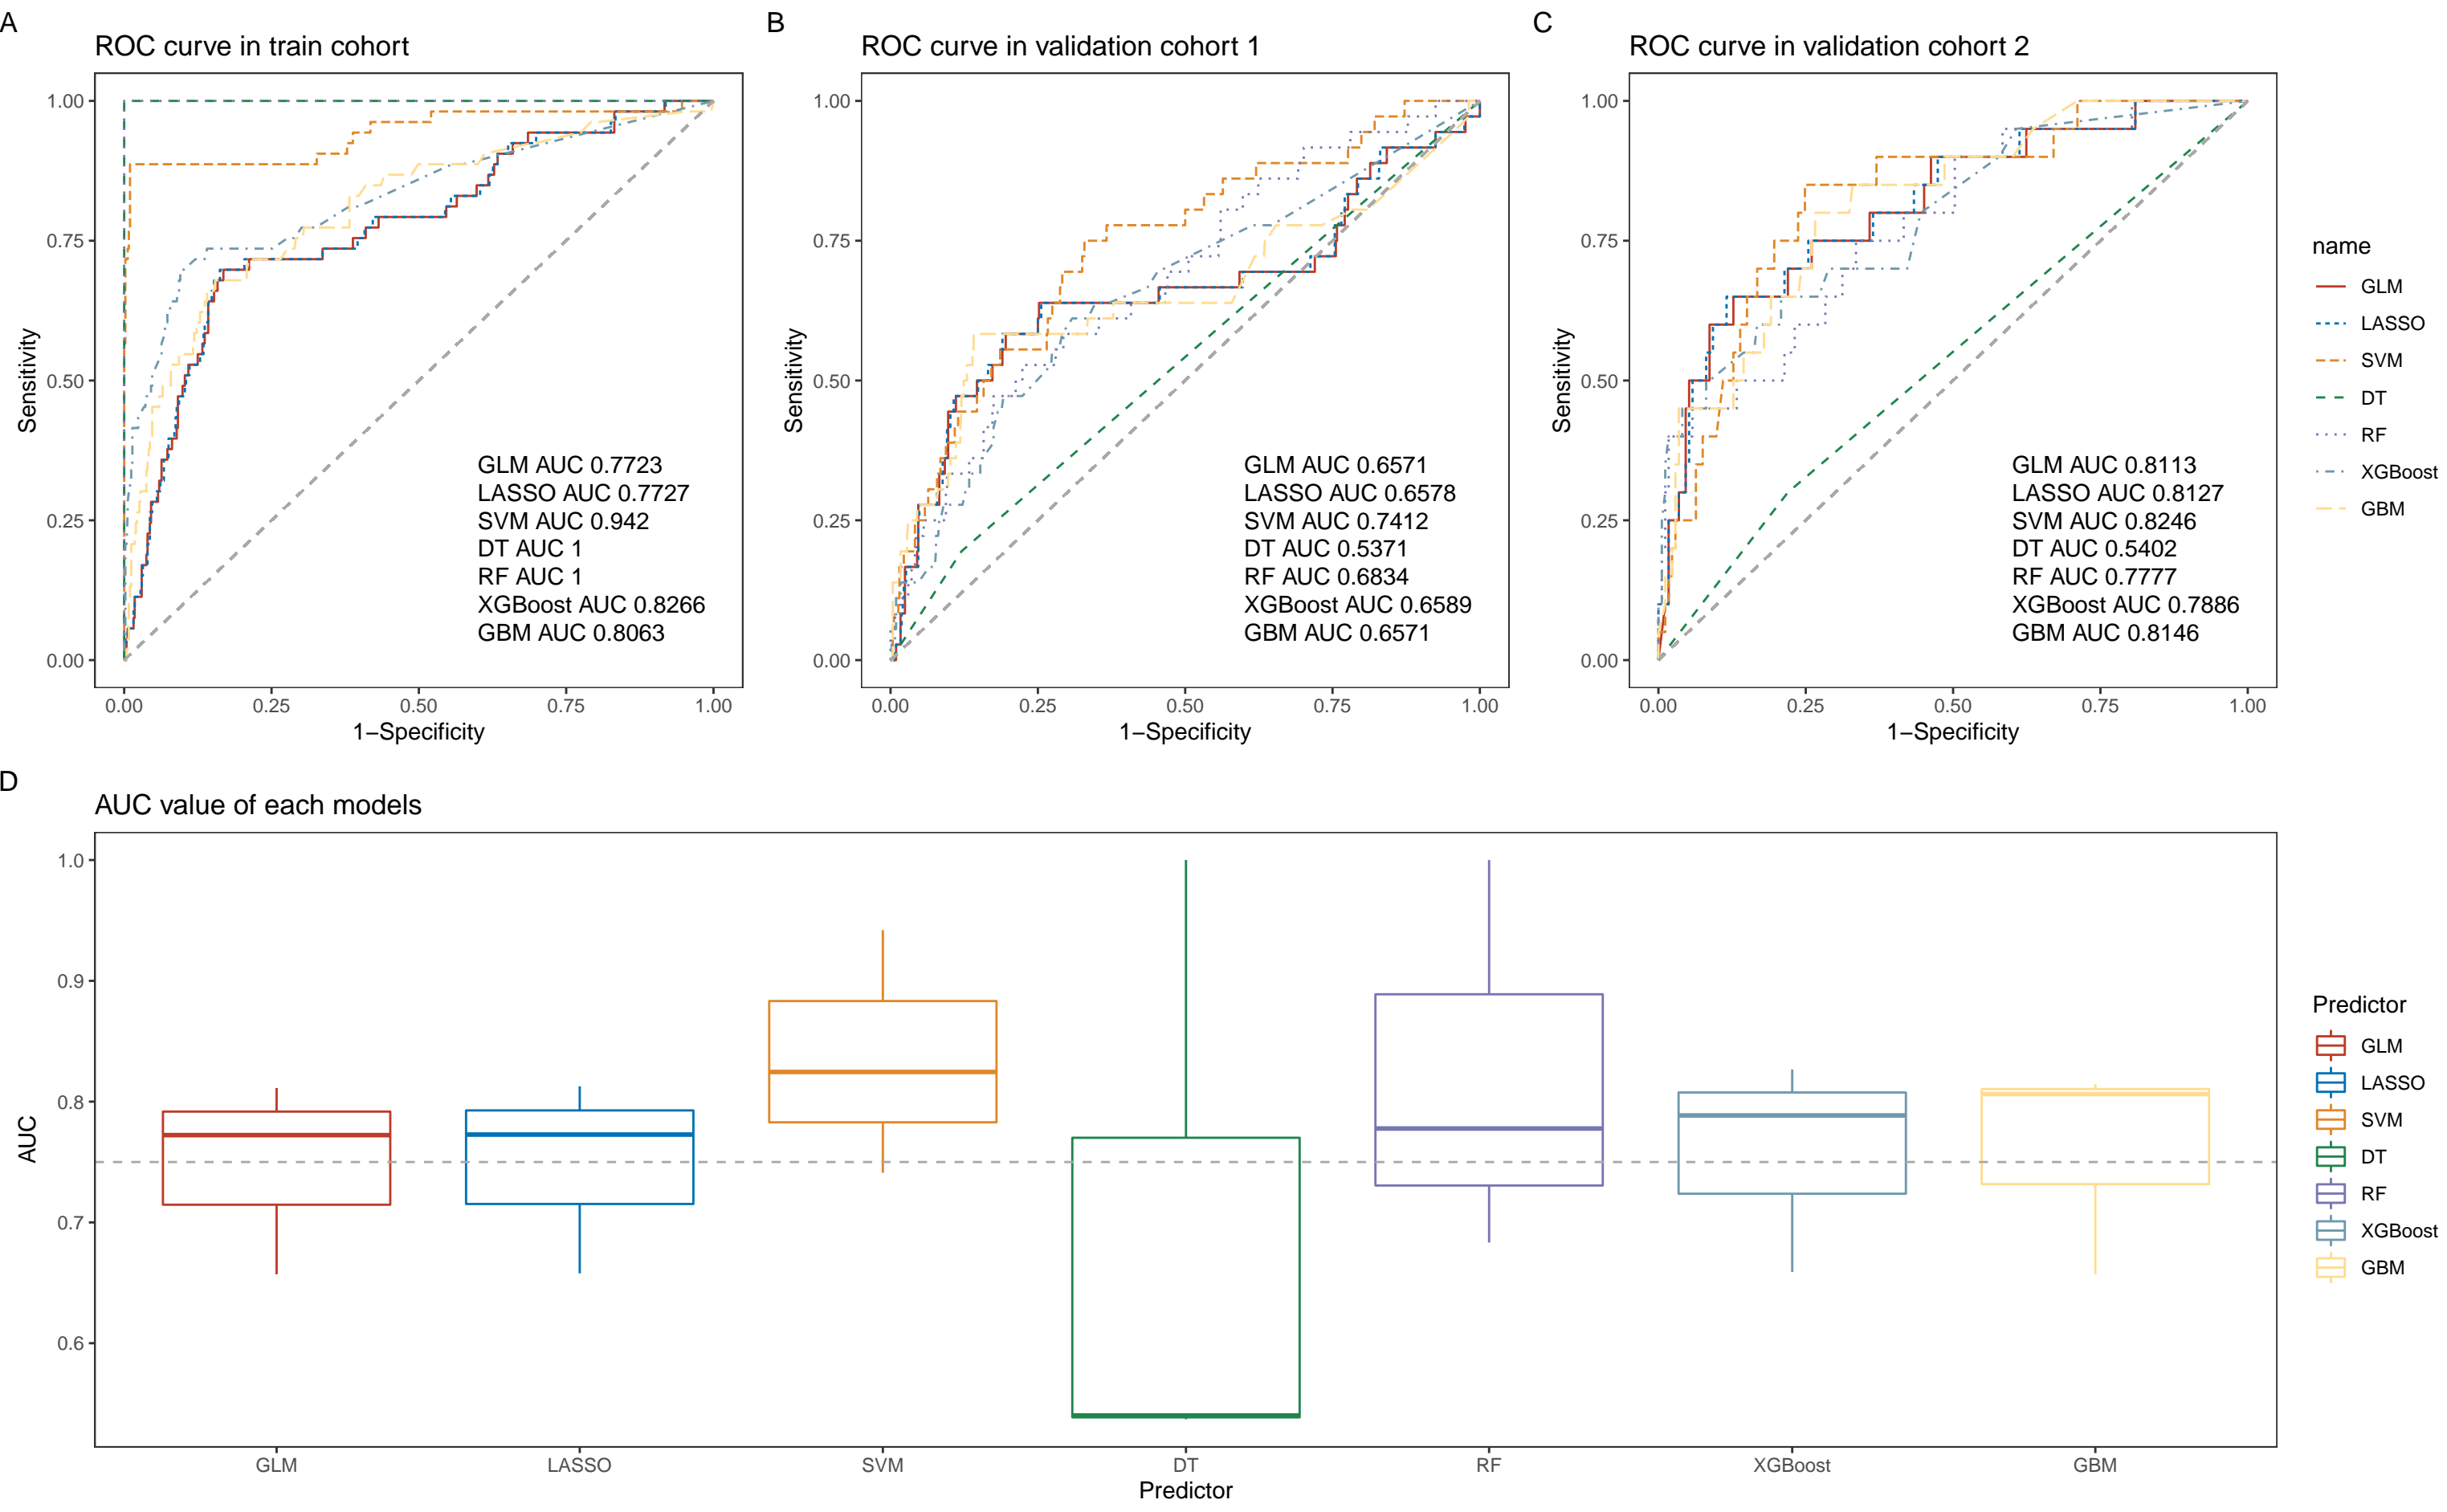 A
ROC curve in train cohort
1.00
0.75
0.50
0.25
0.00
Sensitivity
GLM AUC 0.7723
LASSO AUC 0.7727
SVM AUC 0.942
DT AUC 1
RF AUC 1
XGBoost AUC 0.8266
GBM AUC 0.8063
0.00 0.25 0.50 0.75 1.00
1−Specificity
B
ROC curve in validation cohort 1
1.00
0.75
0.50
0.25
0.00
Sensitivity
GLM AUC 0.6571
LASSO AUC 0.6578
SVM AUC 0.7412
DT AUC 0.5371
RF AUC 0.6834
XGBoost AUC 0.6589
GBM AUC 0.6571
0.00 0.25 0.50 0.75 1.00
1−Specificity
C
ROC curve in validation cohort 2
1.00
0.75
0.50
0.25
0.00
Sensitivity
GLM AUC 0.8113
LASSO AUC 0.8127
SVM AUC 0.8246
DT AUC 0.5402
RF AUC 0.7777
XGBoost AUC 0.7886
GBM AUC 0.8146
0.00 0.25 0.50 0.75 1.00
1−Specificity
name
GLM
LASSO
SVM
DT
RF
XGBoost
GBM
D
AUC value of each models
1.0
0.9
0.8
0.7
0.6
AUC
GLM LASSO SVM DT RF XGBoost GBM
Predictor
Predictor
GLM
LASSO
SVM
DT
RF
XGBoost
GBM